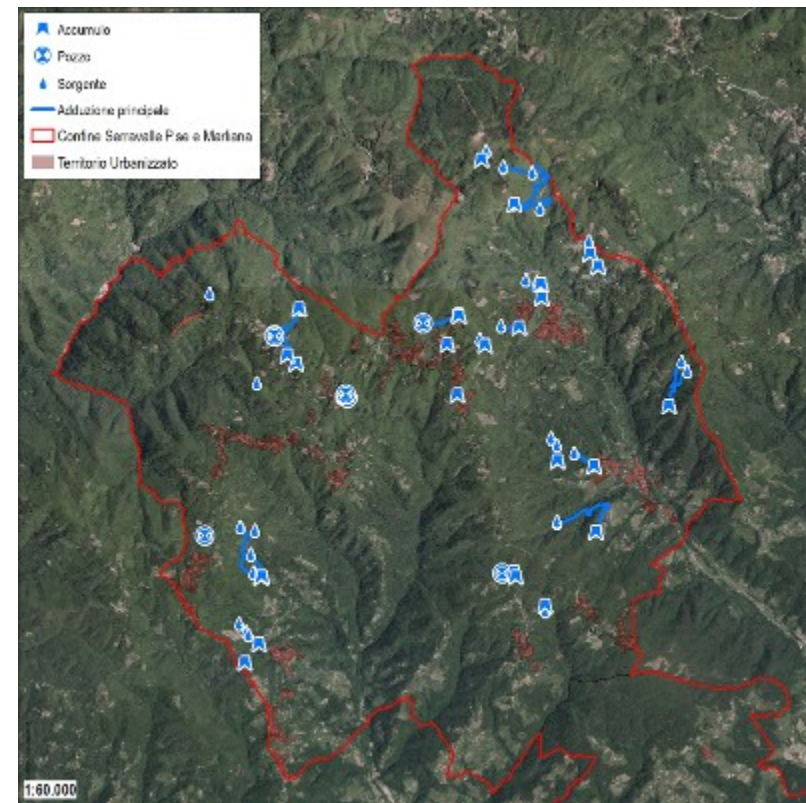 Accumulo
Pozzo
Sorgente
Adduzione principale
Confine Serravalle P.se e Marliana
Territorio Urbanizzato
1:60.000